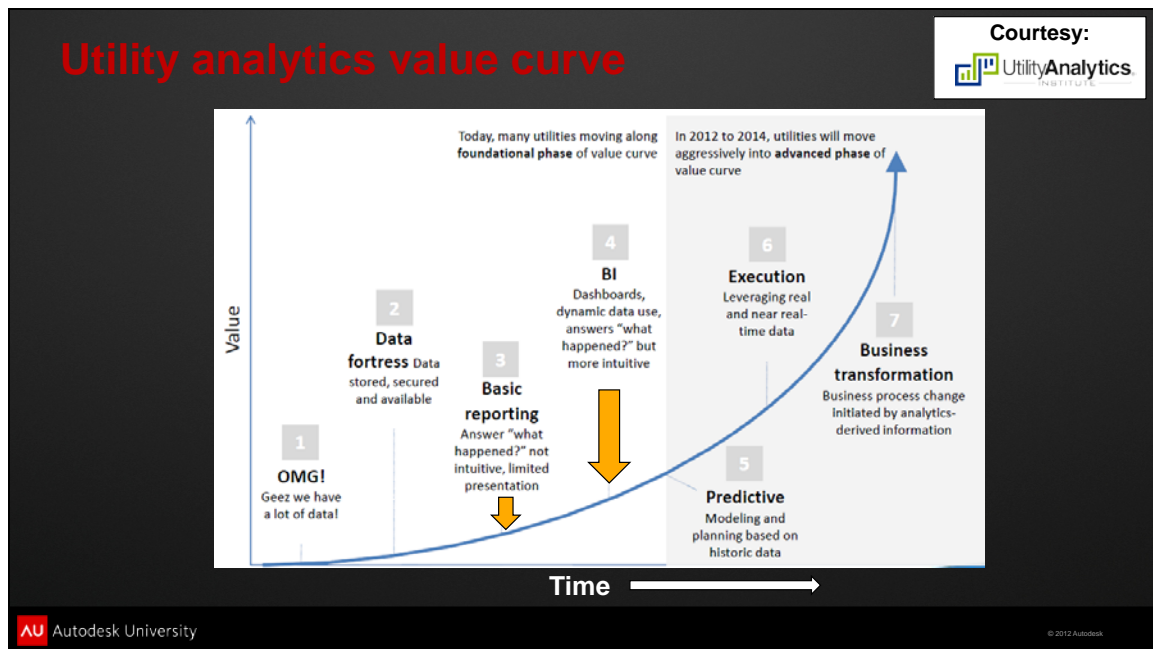 Utility analytics value curve
Courtesy:
UtilityAnalytics
INSTITUTE
Today, many utilities moving along
foundational phase of value curve
In 2012 to 2014, utilities will move
aggressively into advanced phase of
value curve
Value
1
OMG!
Geez we have
a lot of data!
2
Data
fortress Data
stored, secured
and available
3
Basic
reporting
Answer “what
happened?” not
intuitive, limited
presentation
4
BI
Dashboards,
dynamic data use,
answers “what
happened?” but
more intuitive
5
Predictive
Modeling and
planning based on
historic data
6
Execution
Leveraging real
and near real-
time data
7
Business
transformation
Business process change
initiated by analytics-
derived information
Time
AU Autodesk University
© 2012 Autodesk